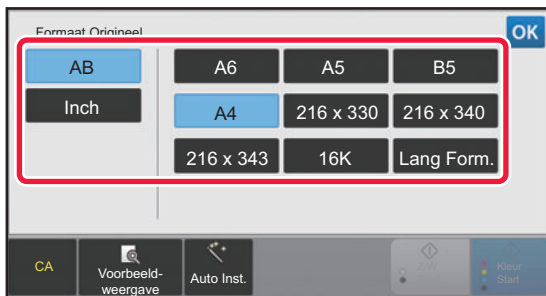 Formaat Origineel
OK
AB
A6
A5
B5
Inch
A4
216 x 330
216 x 340
216 x 343
16K
Lang Form.
CA
Voorbeeld-
weergave
Auto Inst.
Z/W
Start
Kleur
Start